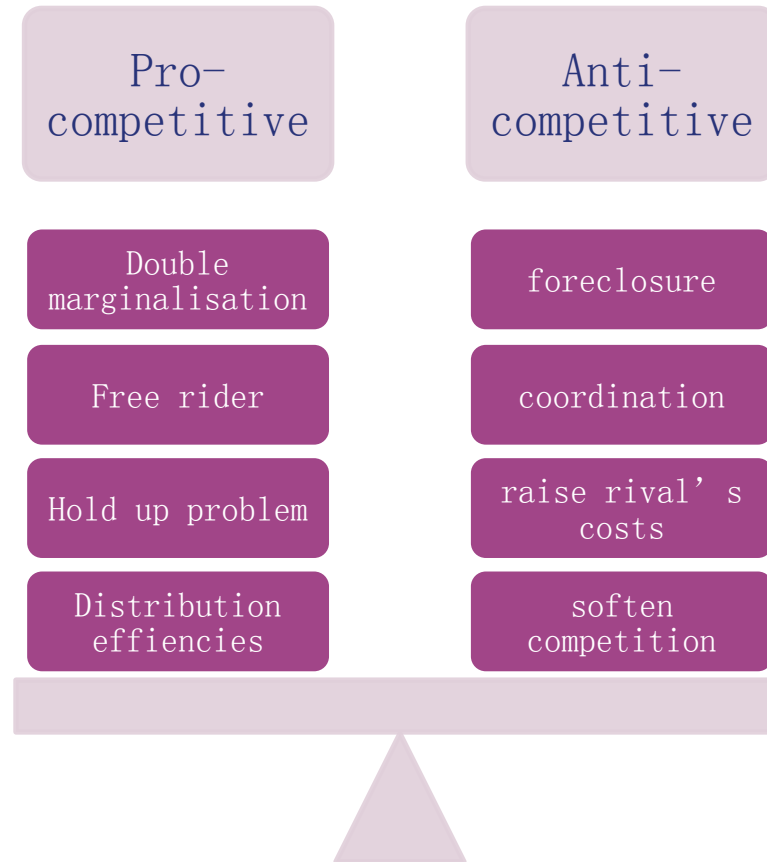 Pro-
competitive
Anti-
competitive
Double
marginalisation
foreclosure
Free rider
coordination
Hold up problem
raise rival’s
costs
Distribution
effiencies
soften
competition